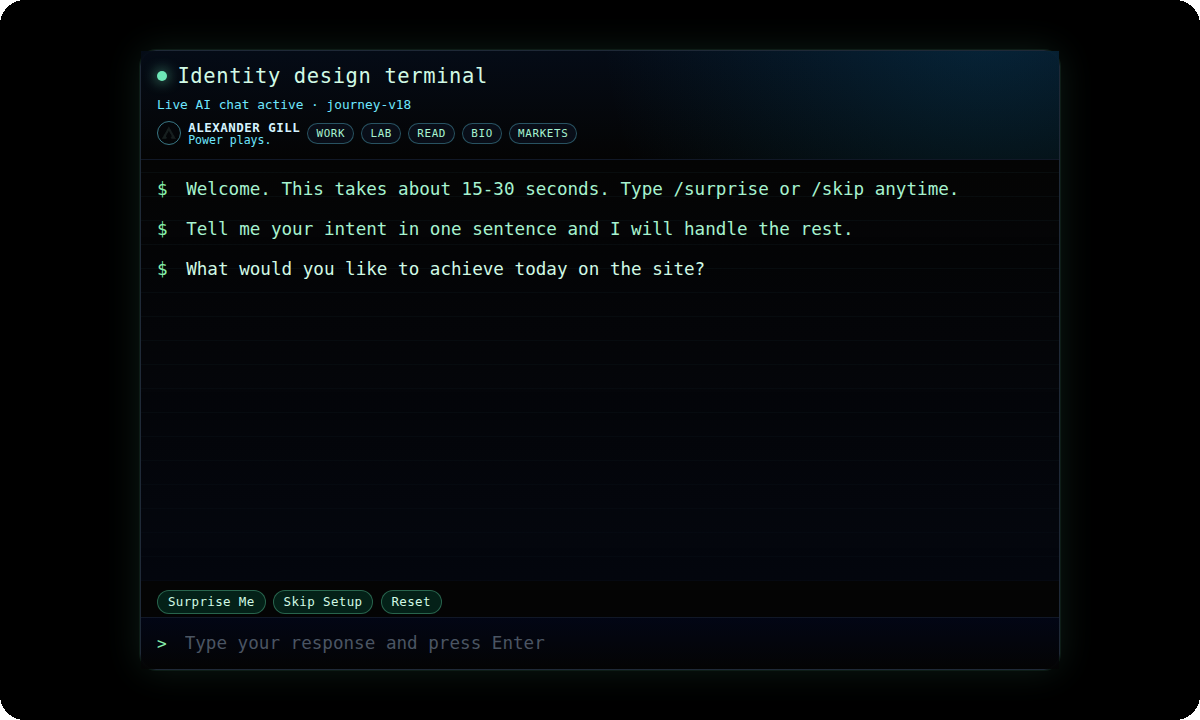 Identity design terminal
Live AI chat active · journey-v18
ALEXANDER GILL
Power plays.
WORK LAB READ BIO MARKETS
$ Welcome. This takes about 15-30 seconds. Type /surprise or /skip anytime.
$ Tell me your intent in one sentence and I will handle the rest.
$ What would you like to achieve today on the site?
Surprise Me Skip Setup Reset
> Type your response and press Enter